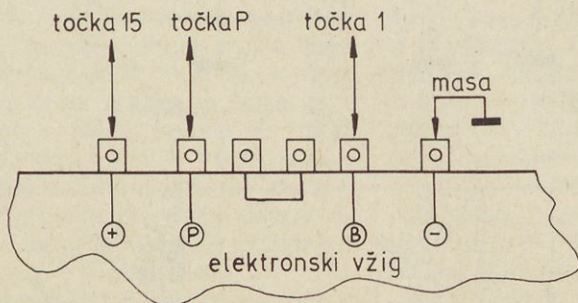 točka 15 točka P točka 1
masa
+ P B −
elektronski vžig